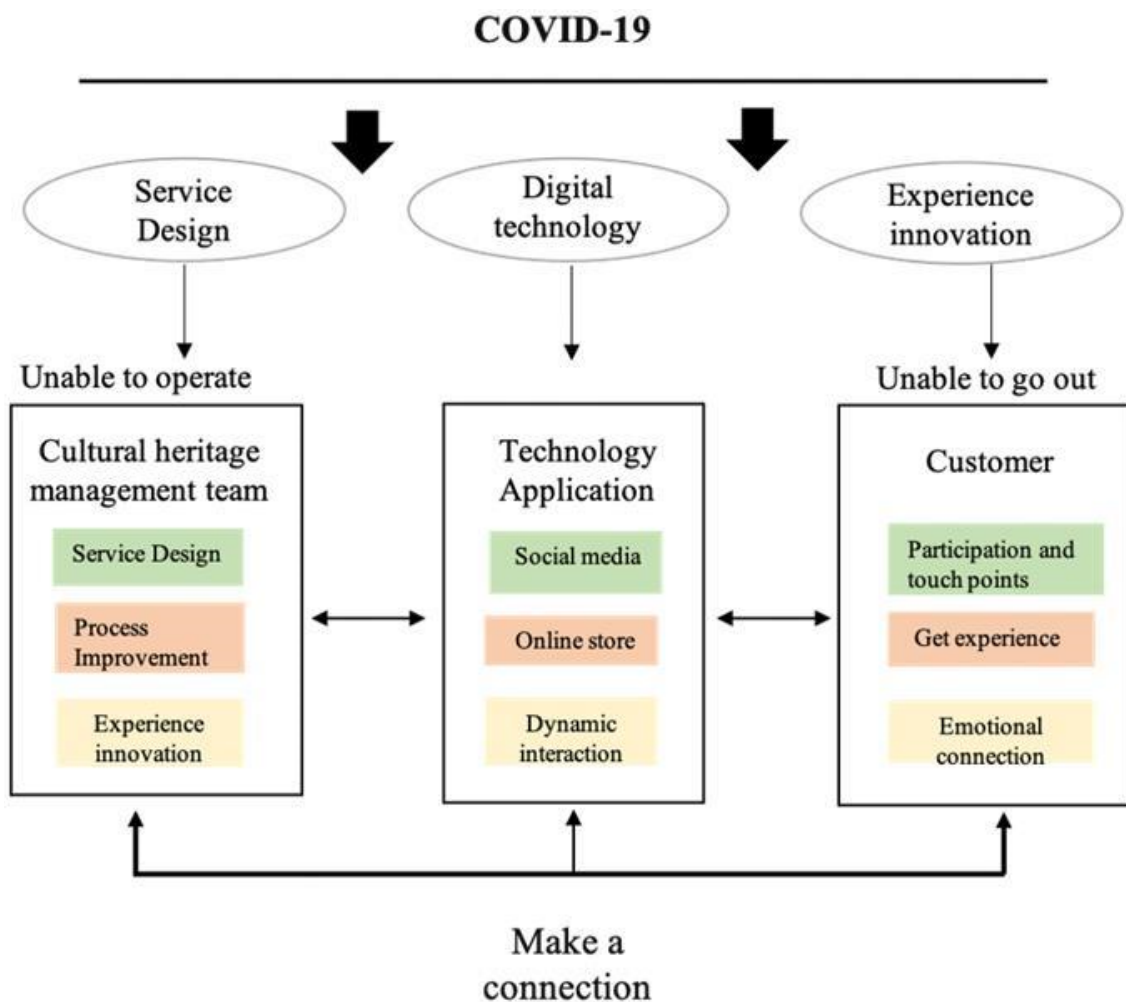 COVID-19
Service
Design
Digital
technology
Experience
innovation
Unable to operate
Unable to go out
Cultural heritage
management team
Service Design
Process
Improvement
Experience
innovation
Technology
Application
Social media
Online store
Dynamic
interaction
Customer
Participation and
touch points
Get experience
Emotional
connection
Make a
connection